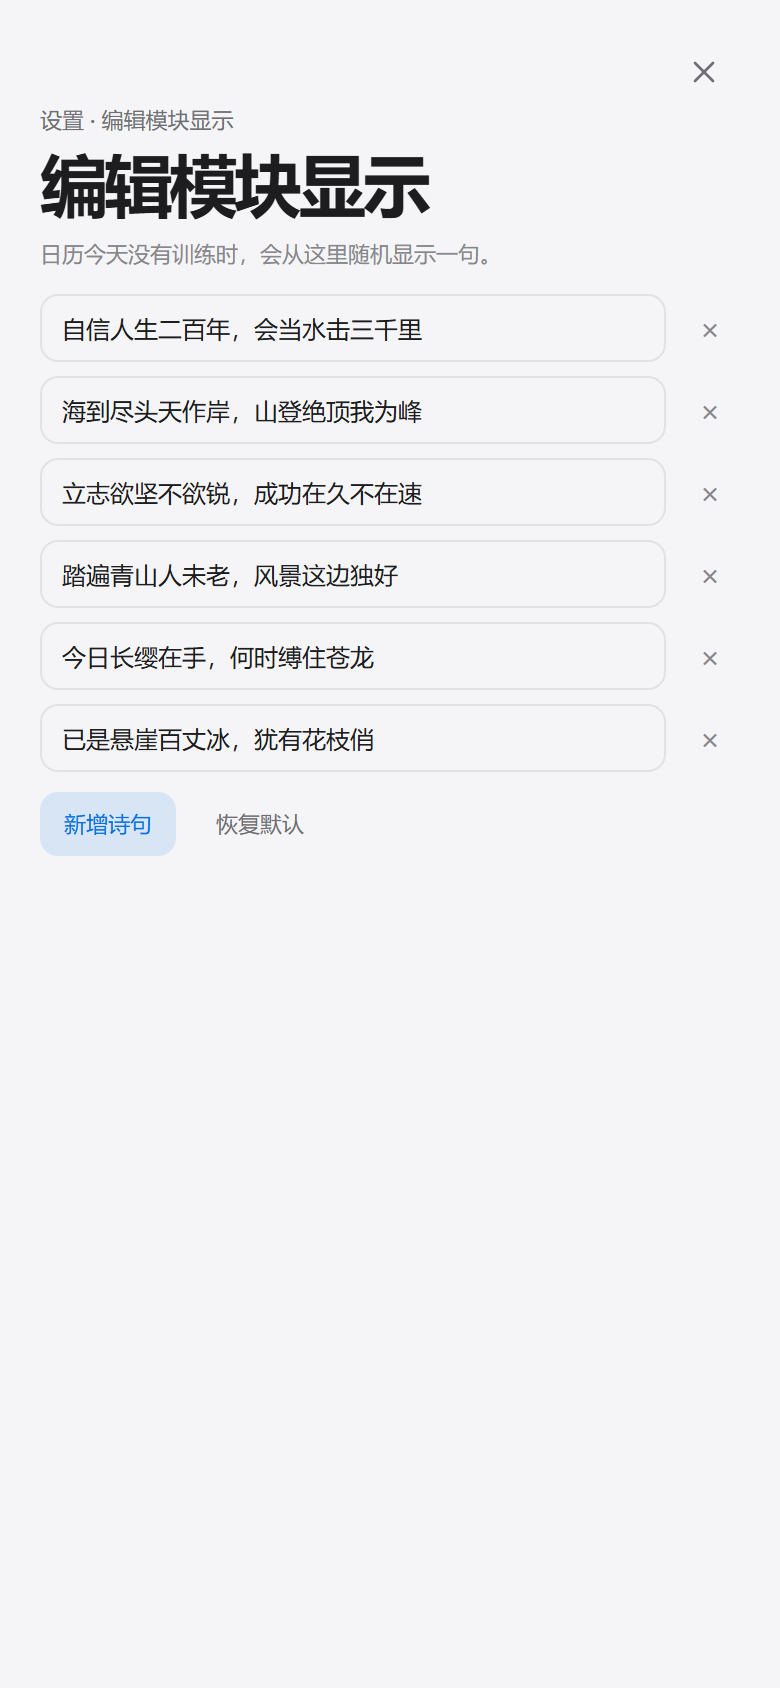 设置 · 编辑模块显示
编辑模块显示
日历今天没有训练时，会从这里随机显示一句。
自信人生二百年，会当水击三千里
海到尽头天作岸，山登绝顶我为峰
立志欲坚不欲锐，成功在久不在速
踏遍青山人未老，风景这边独好
今日长缨在手，何时缚住苍龙
已是悬崖百丈冰，犹有花枝俏
新增诗句 恢复默认